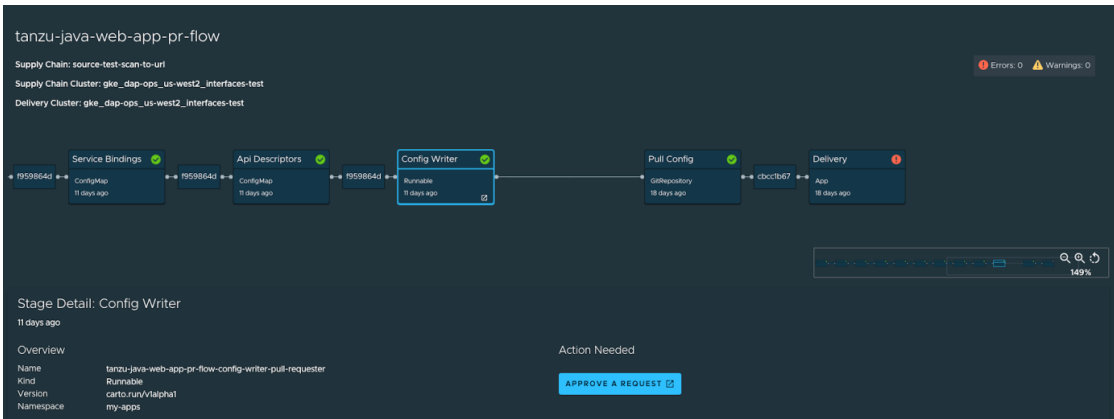 tanzu-java-web-app-pr-flow
Supply Chain: source-test-scan-to-url
Errors: 0 Warnings: 0
Supply Chain Cluster: gke_dap-ops_us-west2_interfaces-test
Delivery Cluster: gke_dap-ops_us-west2_interfaces-test
Service Bindings
Api Descriptors
Config Writer
Pull Config
Delivery
f959864d
ConfigMap
11 days ago
f959864d
ConfigMap
11 days ago
f959864d
Runnable
11 days ago
GitRepository
18 days ago
cbcc1b67
App
18 days ago
149%
Stage Detail: Config Writer
11 days ago
Overview
Action Needed
Name tanzu-java-web-app-pr-flow-config-writer-pull-requester
Kind Runnable
Version carto.run/v1alpha1
Namespace my-apps
APPROVE A REQUEST